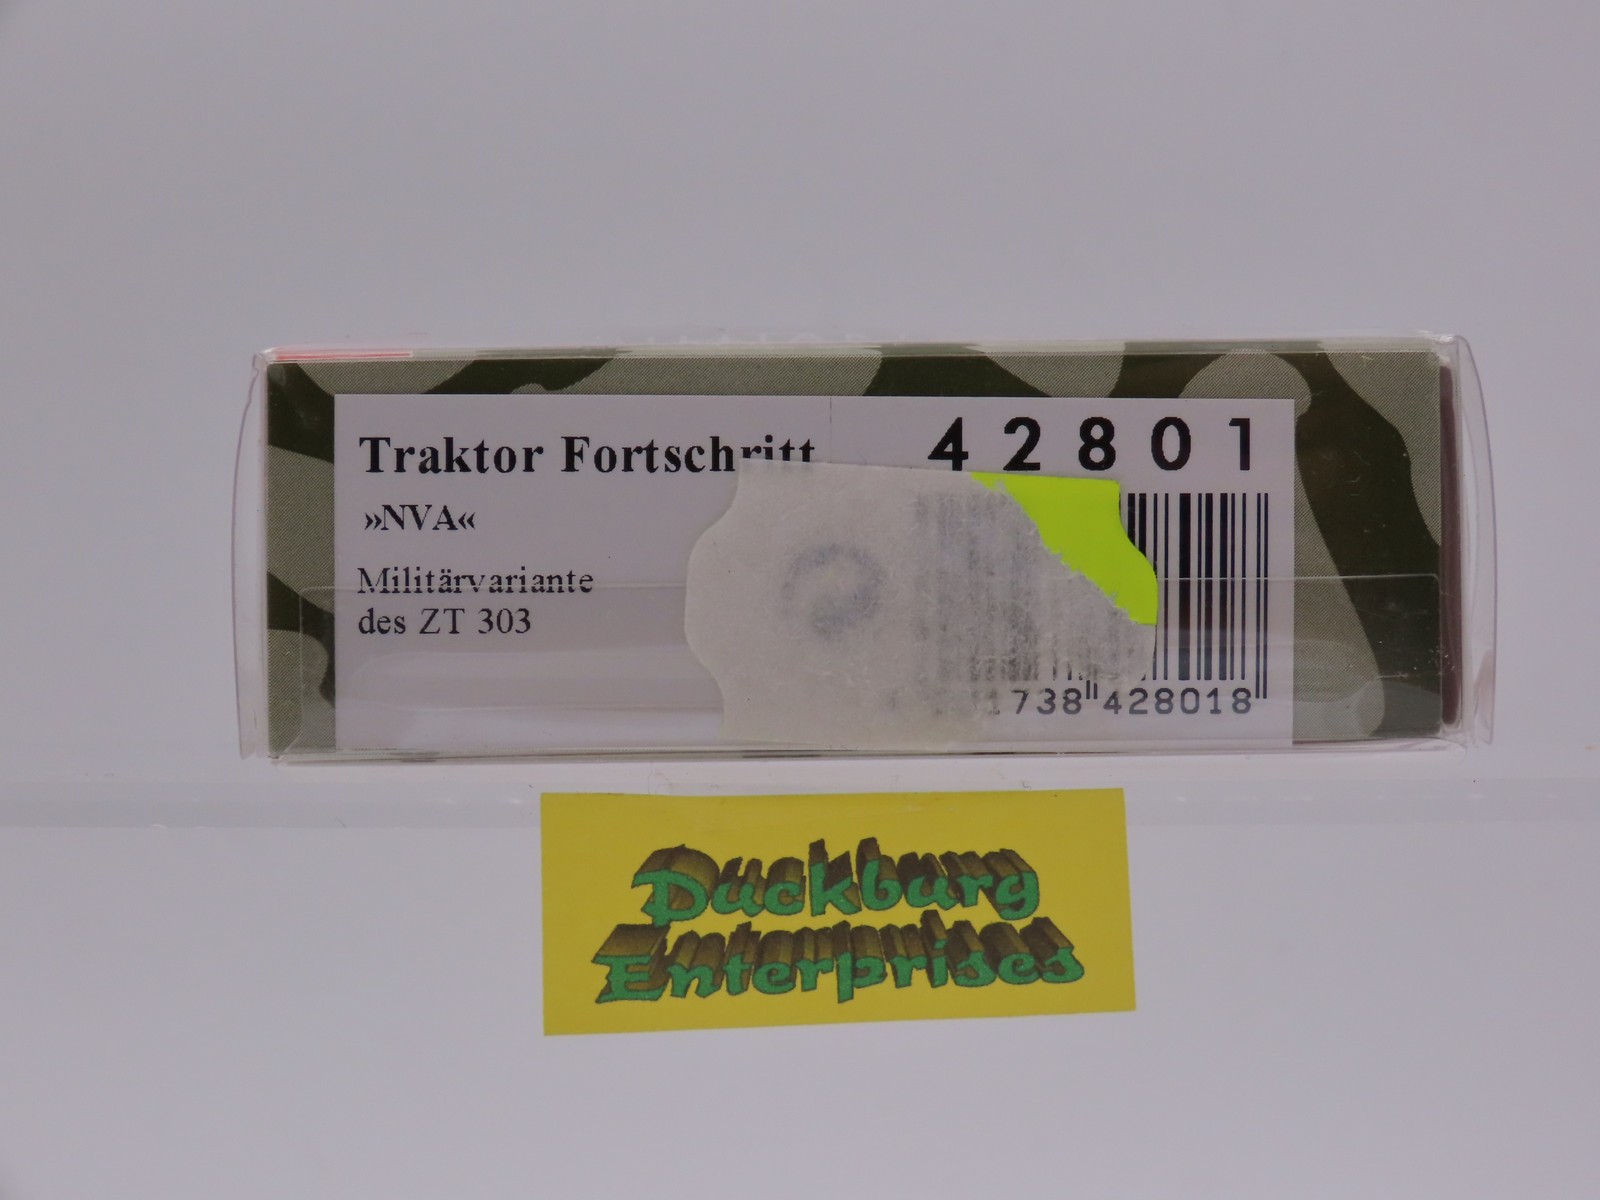 Traktor Fortschritt
42801
»NVA«
Militärvariante
des ZT 303
1738 428018
Duckburg
Enterprises